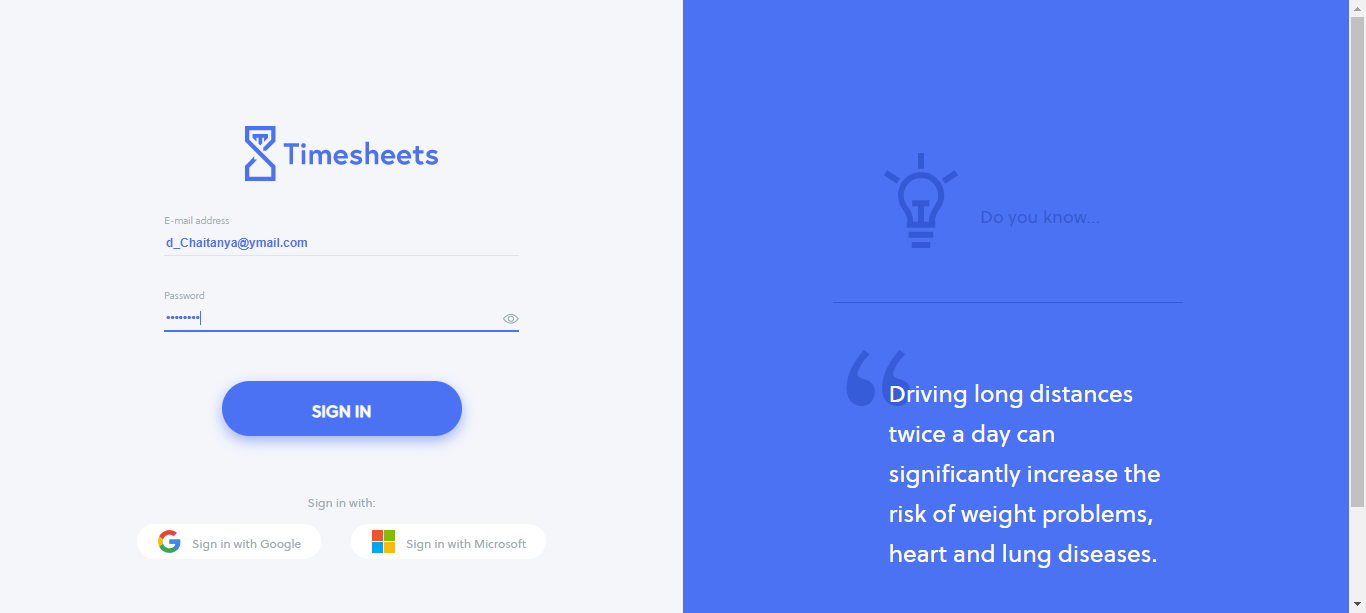 Timesheets
E-mail address
d_Chaitanya@ymail.com
Password
••••••••
SIGN IN
Sign in with:
Sign in with Google
Sign in with Microsoft
Do you know...
“
Driving long distances
twice a day can
significantly increase the
risk of weight problems,
heart and lung diseases.